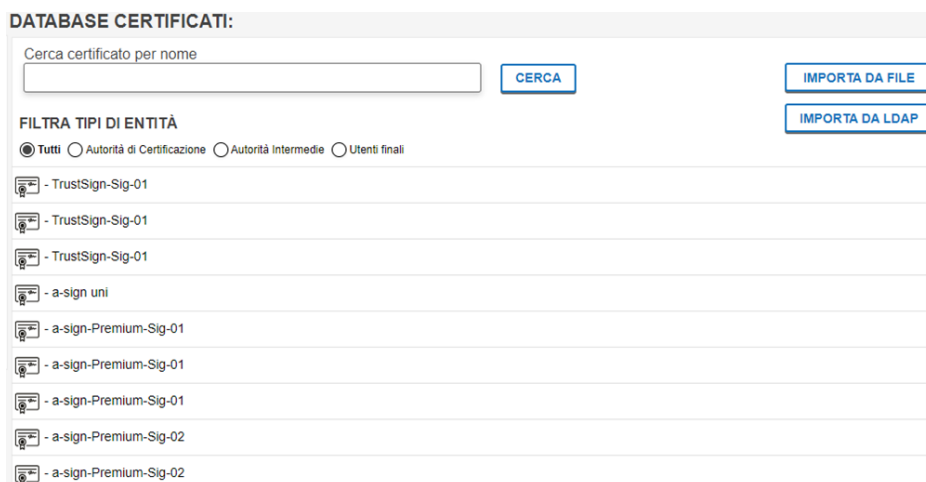 DATABASE CERTIFICATI:
Cerca certificato per nome
CERCA
IMPORTA DA FILE
IMPORTA DA LDAP
FILTRA TIPI DI ENTITÀ
Tutti Autorità di Certificazione Autorità Intermedie Utenti finali
- TrustSign-Sig-01
- TrustSign-Sig-01
- TrustSign-Sig-01
- a-sign uni
- a-sign-Premium-Sig-01
- a-sign-Premium-Sig-01
- a-sign-Premium-Sig-01
- a-sign-Premium-Sig-02
- a-sign-Premium-Sig-02